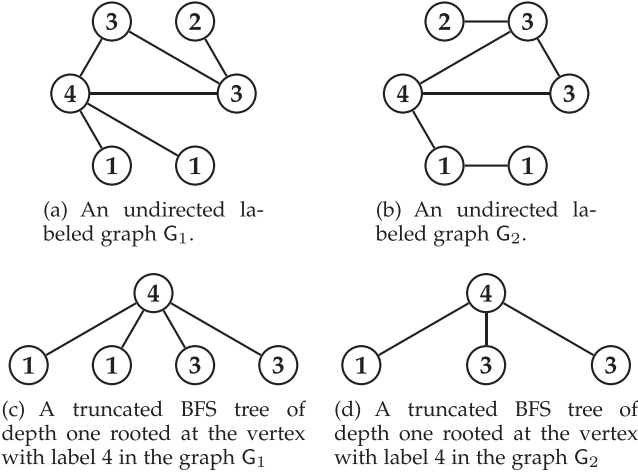 3 2
4 3
1 1
(a) An undirected la-
beled graph G1.
2 3
4 3
1 1
(b) An undirected la-
beled graph G2.
4
1 1 3 3
(c) A truncated BFS tree of
depth one rooted at the vertex
with label 4 in the graph G1
4
1 3 3
(d) A truncated BFS tree of
depth one rooted at the vertex
with label 4 in the graph G2